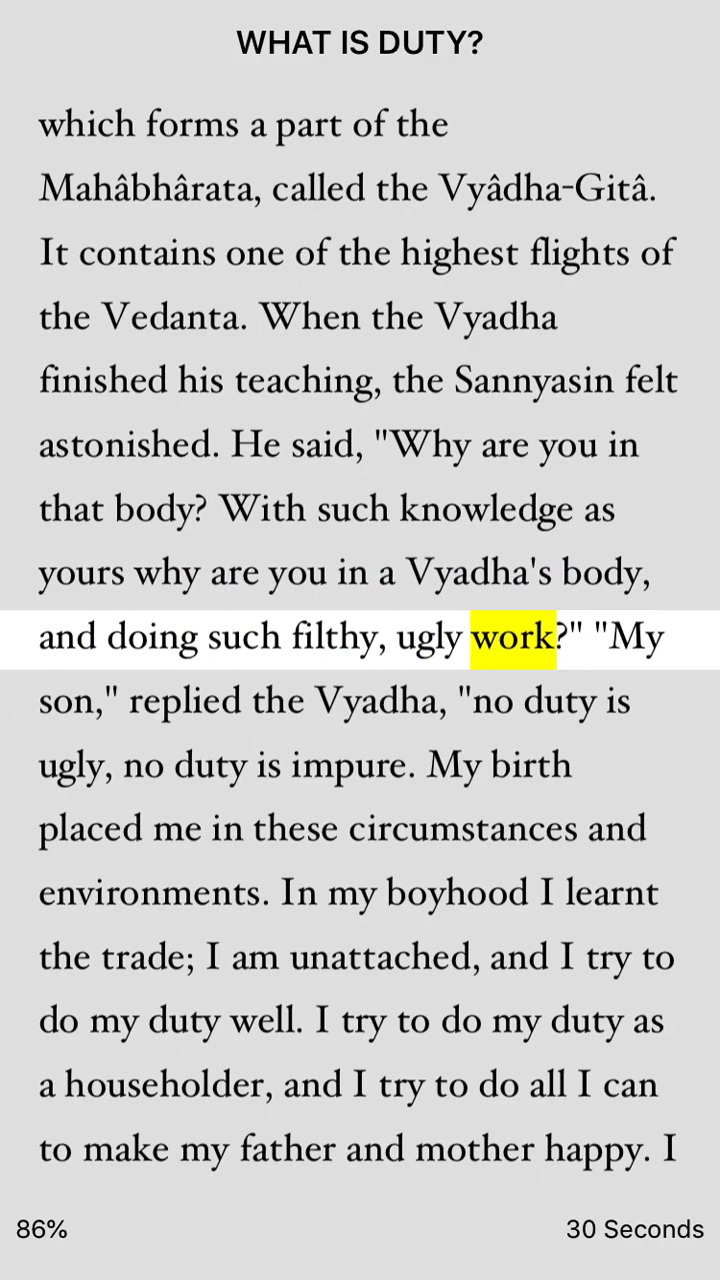 WHAT IS DUTY?
which forms a part of the
Mahâbhârata, called the Vyâdha-Gitâ.
It contains one of the highest flights of
the Vedanta. When the Vyadha
finished his teaching, the Sannyasin felt
astonished. He said, "Why are you in
that body? With such knowledge as
yours why are you in a Vyadha's body,
and doing such filthy, ugly work?" "My
son," replied the Vyadha, "no duty is
ugly, no duty is impure. My birth
placed me in these circumstances and
environments. In my boyhood I learnt
the trade; I am unattached, and I try to
do my duty well. I try to do my duty as
a householder, and I try to do all I can
to make my father and mother happy. I
86%
30 Seconds